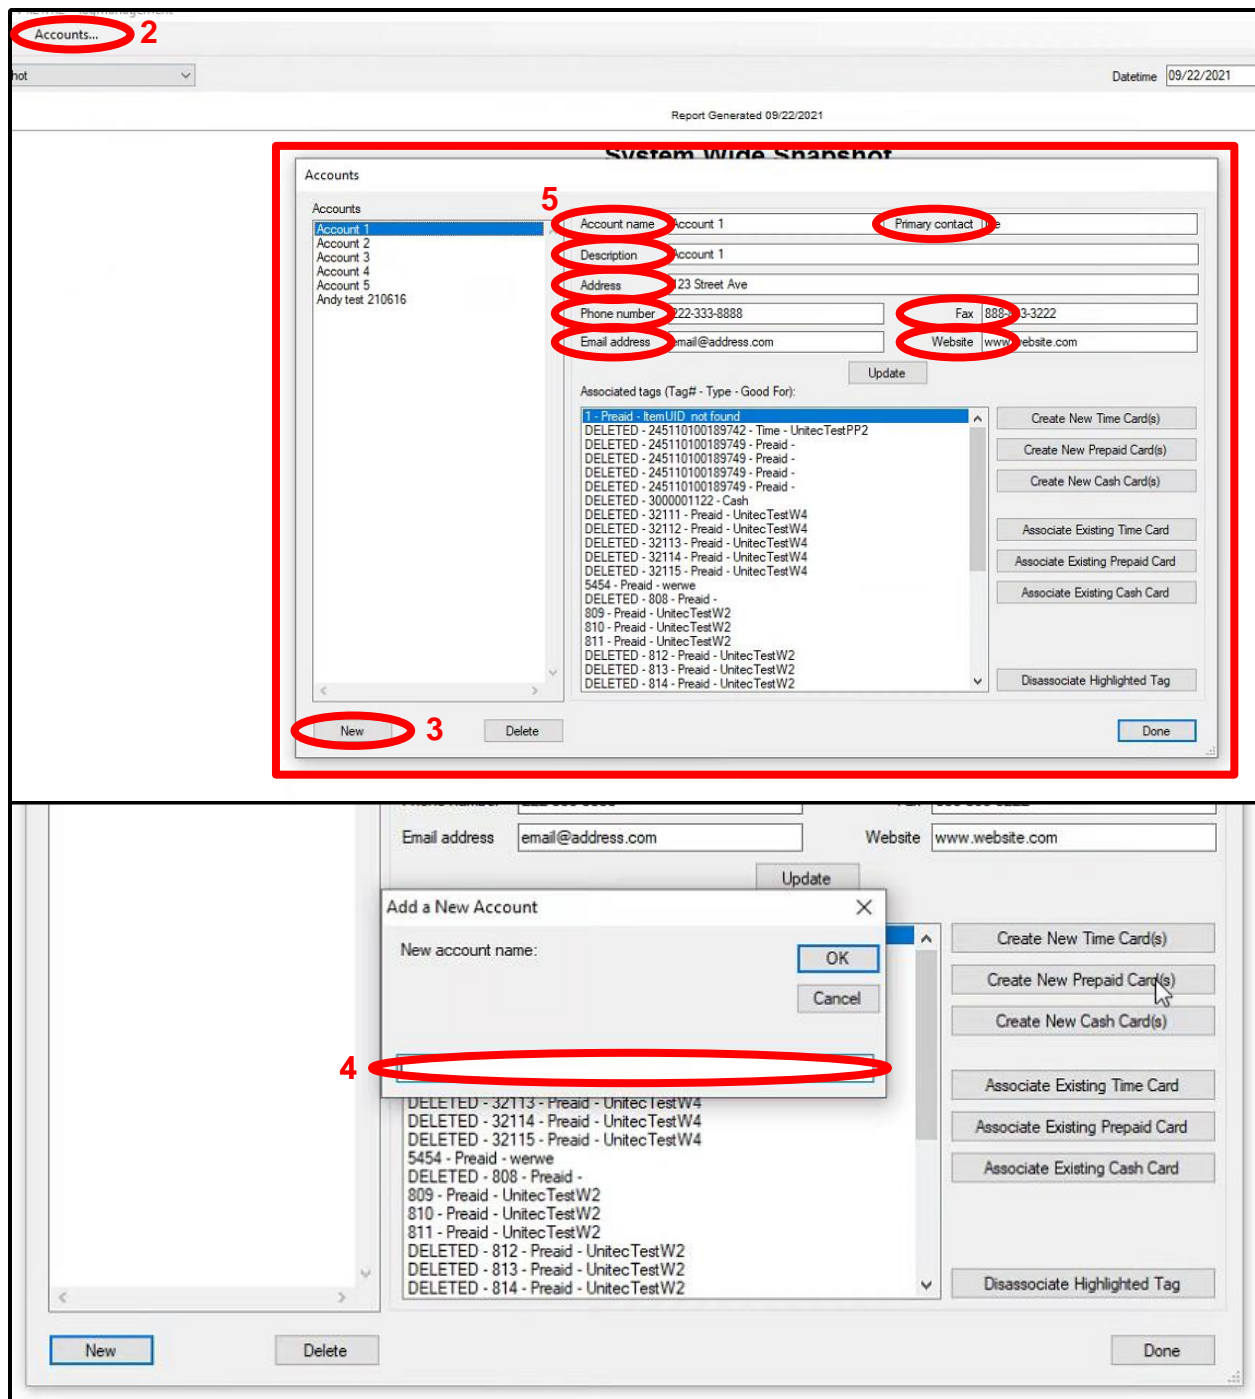 Accounts... 2
hot
Datetime 09/22/2021
Report Generated 09/22/2021
System Wide Snapshot
Accounts
Accounts
Account 1
Account 2
Account 3
Account 4
Account 5
Andy test 210616
5
Account name Account 1 Primary contact
Description Account 1
Address 123 Street Ave
Phone number 222-333-8888 Fax 888-333-3222
Email address email@address.com Website www.website.com
Update
Associated tags (Tag# - Type - Good For):
1 - Preaid - ItemUID not found
DELETED - 245110100189742 - Time - UnitecTestPP2
DELETED - 245110100189749 - Preaid -
DELETED - 245110100189749 - Preaid -
DELETED - 245110100189749 - Preaid -
DELETED - 245110100189749 - Preaid -
DELETED - 3000001122 - Cash
DELETED - 32111 - Preaid - UnitecTestW4
DELETED - 32112 - Preaid - UnitecTestW4
DELETED - 32113 - Preaid - UnitecTestW4
DELETED - 32114 - Preaid - UnitecTestW4
DELETED - 32115 - Preaid - UnitecTestW4
5454 - Preaid - werwe
DELETED - 808 - Preaid -
809 - Preaid - UnitecTestW2
810 - Preaid - UnitecTestW2
811 - Preaid - UnitecTestW2
DELETED - 812 - Preaid - UnitecTestW2
DELETED - 813 - Preaid - UnitecTestW2
DELETED - 814 - Preaid - UnitecTestW2
Create New Time Card(s)
Create New Prepaid Card(s)
Create New Cash Card(s)
Associate Existing Time Card
Associate Existing Prepaid Card
Associate Existing Cash Card
Disassociate Highlighted Tag
New 3 Delete Done
Email address email@address.com Website www.website.com
Update
Add a New Account
New account name:
OK
Cancel
4
DELETED - 32113 - Preaid - UnitecTestW4
DELETED - 32114 - Preaid - UnitecTestW4
DELETED - 32115 - Preaid - UnitecTestW4
5454 - Preaid - werwe
DELETED - 808 - Preaid -
809 - Preaid - UnitecTestW2
810 - Preaid - UnitecTestW2
811 - Preaid - UnitecTestW2
DELETED - 812 - Preaid - UnitecTestW2
DELETED - 813 - Preaid - UnitecTestW2
DELETED - 814 - Preaid - UnitecTestW2
Create New Time Card(s)
Create New Prepaid Card(s)
Create New Cash Card(s)
Associate Existing Time Card
Associate Existing Prepaid Card
Associate Existing Cash Card
Disassociate Highlighted Tag
New Delete Done